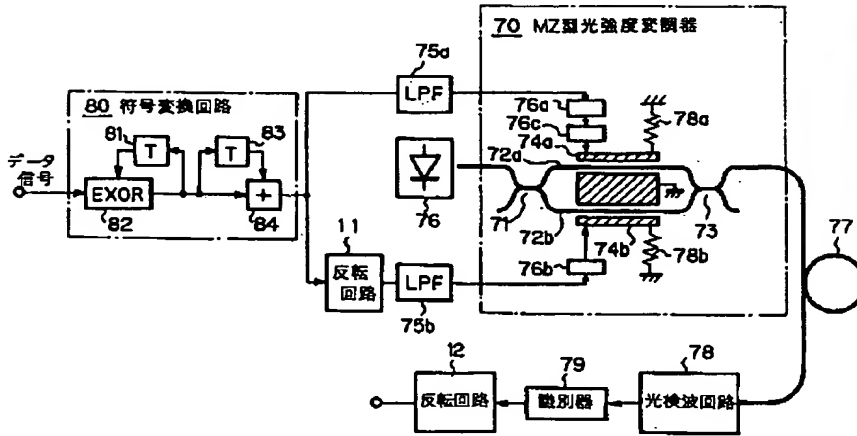 70 MZ型光強度変調器
75a
LPF
80 符号変換回路
81
T
83
T
76a
76c
74a
78a
72a
データ
信号
EXOR
82
+
84
76
71
73
72b
74b
78b
76b
77
11
反転
回路
LPF
75b
12
反転回路
79
識別器
78
光検波回路